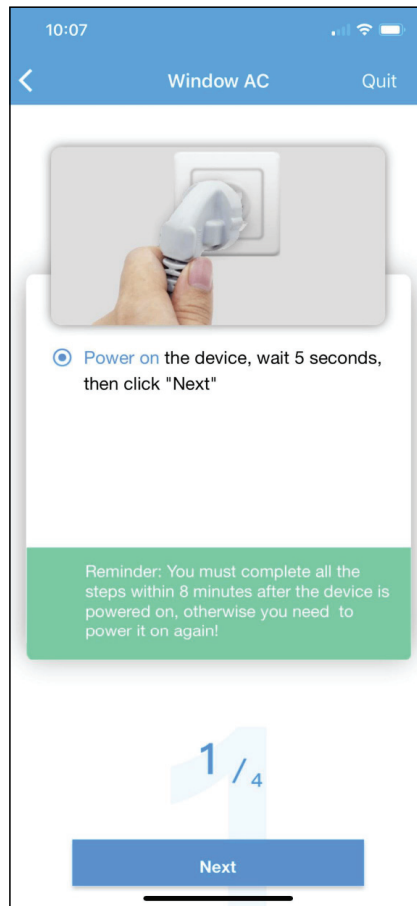 10:07
Window AC
Quit
Power on the device, wait 5 seconds,
then click "Next"
Reminder: You must complete all the
steps within 8 minutes after the device is
powered on, otherwise you need to
power it on again!
1 / 4
Next